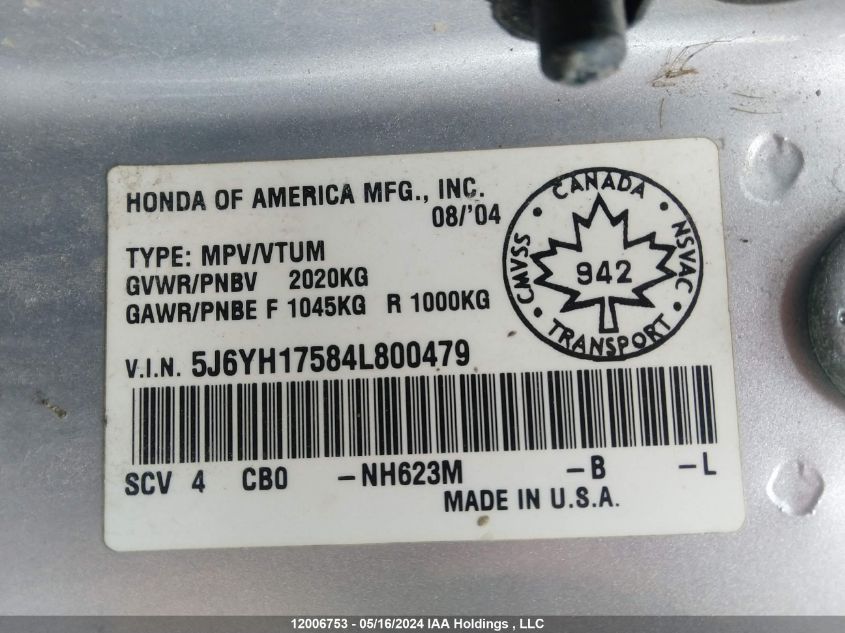 HONDA OF AMERICA MFG., INC.
08/'04
TYPE: MPV/VTUM
GVWR/PNBV 2020KG
GAWR/PNBE F 1045KG R 1000KG
V.I.N. 5J6YH17584L800479
CANADA
CMVSS
NSVAC
942
TRANSPORT
SCV 4 CB0 -NH623M -B -L
MADE IN U.S.A.
12006753 - 05/16/2024 IAA Holdings , LLC